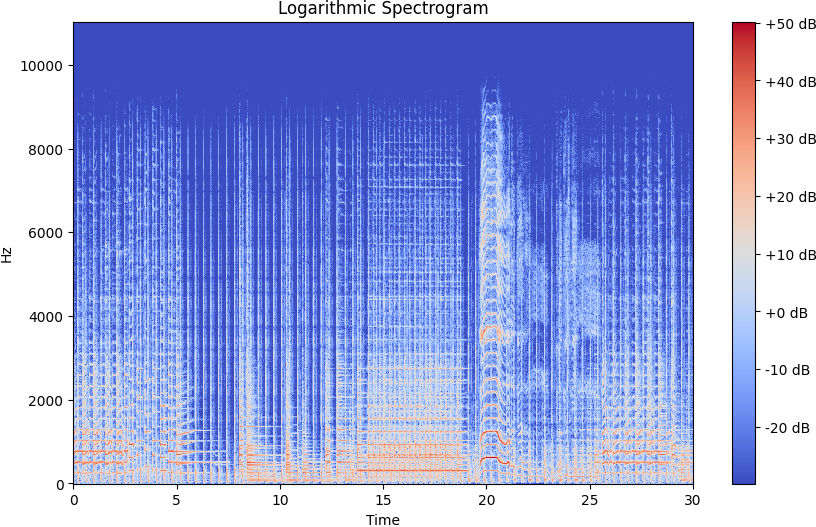 Logarithmic Spectrogram
Hz
10000
8000
6000
4000
2000
0
0 5 10 15 20 25 30
Time
+50 dB
+40 dB
+30 dB
+20 dB
+10 dB
+0 dB
-10 dB
-20 dB